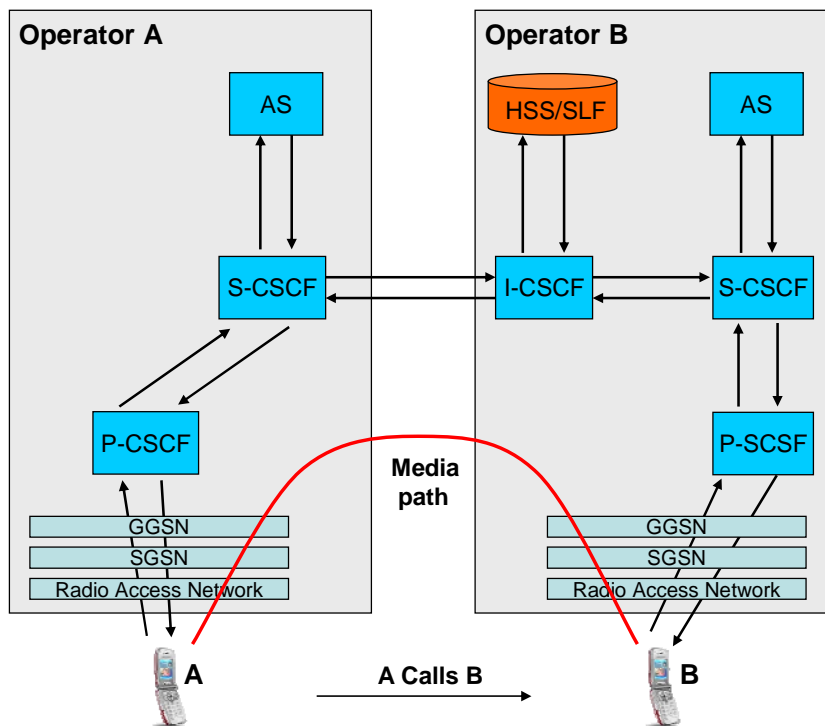 Operator A
Operator B
AS
HSS/SLF
AS
S-CSCF
I-CSCF
S-CSCF
P-CSCF
P-SCSF
Media
path
GGSN
SGSN
Radio Access Network
GGSN
SGSN
Radio Access Network
A
A Calls B
B